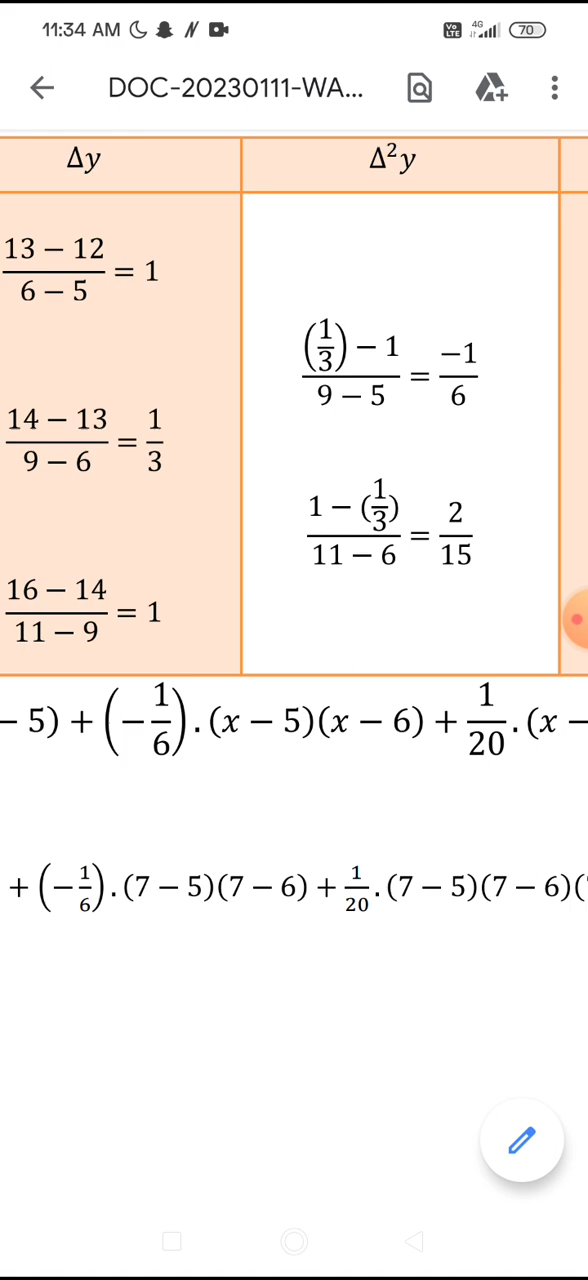 11:34 AM VoLTE 4G 70
DOC-20230111-WA...
Δy Δ²y
(13 − 12)/(6 − 5) = 1
((1/3) − 1)/(9 − 5) = −1/6
(14 − 13)/(9 − 6) = 1/3
(1 − (1/3))/(11 − 6) = 2/15
(16 − 14)/(11 − 9) = 1
− 5) + (−1/6).(x − 5)(x − 6) + 1/20.(x −
+ (−1/6).(7 − 5)(7 − 6) + 1/20.(7 − 5)(7 − 6)(